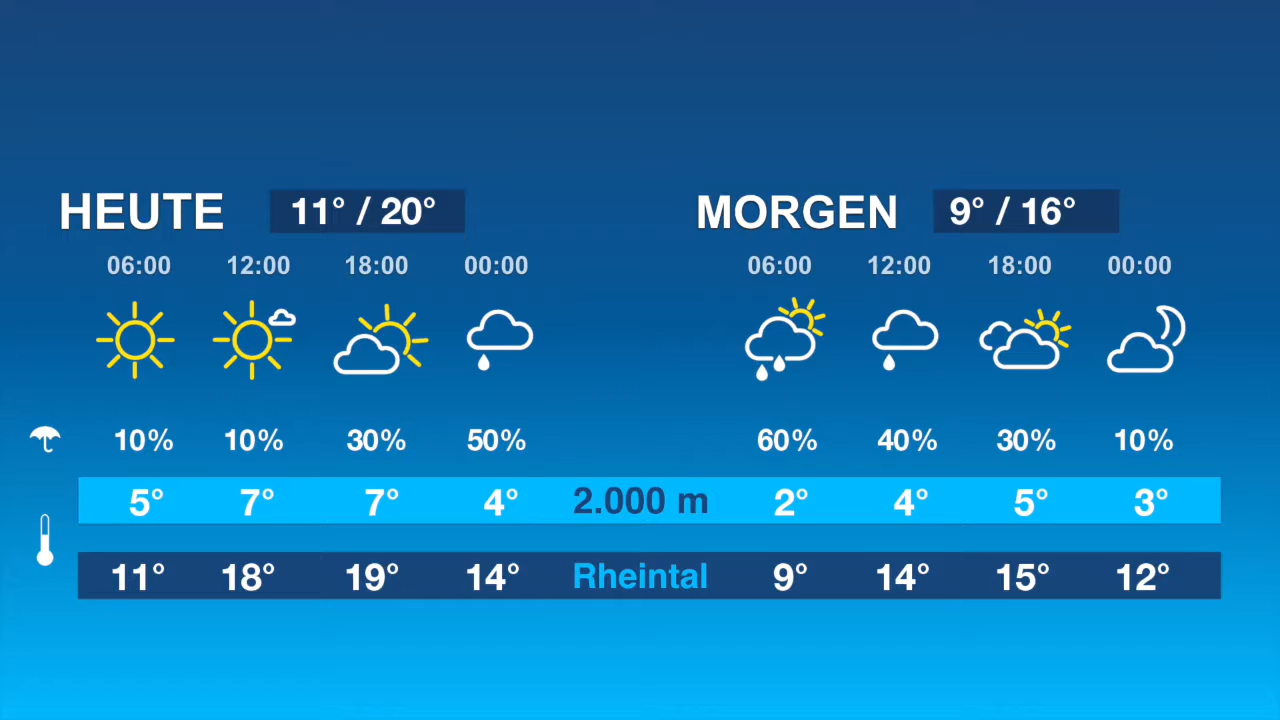 HEUTE 11° / 20° MORGEN 9° / 16°
06:00 12:00 18:00 00:00 06:00 12:00 18:00 00:00
10% 10% 30% 50% 60% 40% 30% 10%
5° 7° 7° 4° 2.000 m 2° 4° 5° 3°
11° 18° 19° 14° Rheintal 9° 14° 15° 12°